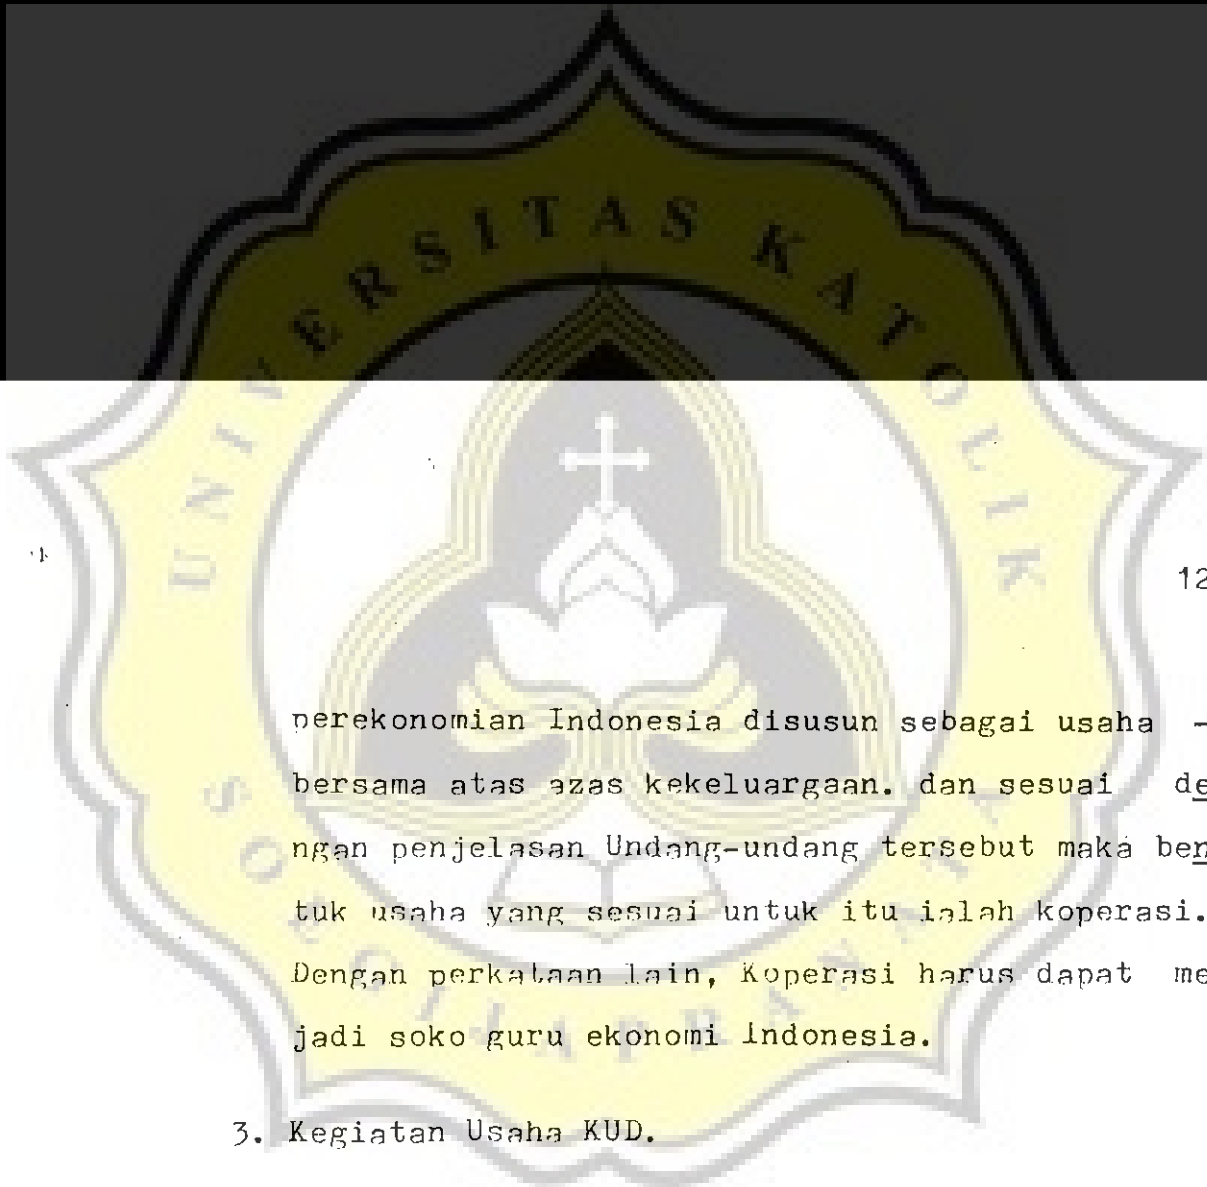 UNIVERSITAS KATOLIK
12
perekonomian Indonesia disusun sebagai usaha -
bersama atas azas kekeluargaan. dan sesuai de
ngan penjelasan Undang-undang tersebut maka ben
tuk usaha yang sesuai untuk itu ialah koperasi.
Dengan perkataan lain, Koperasi harus dapat me
jadi soko guru ekonomi Indonesia.
3. Kegiatan Usaha KUD.
SOEGIJAPRANATA